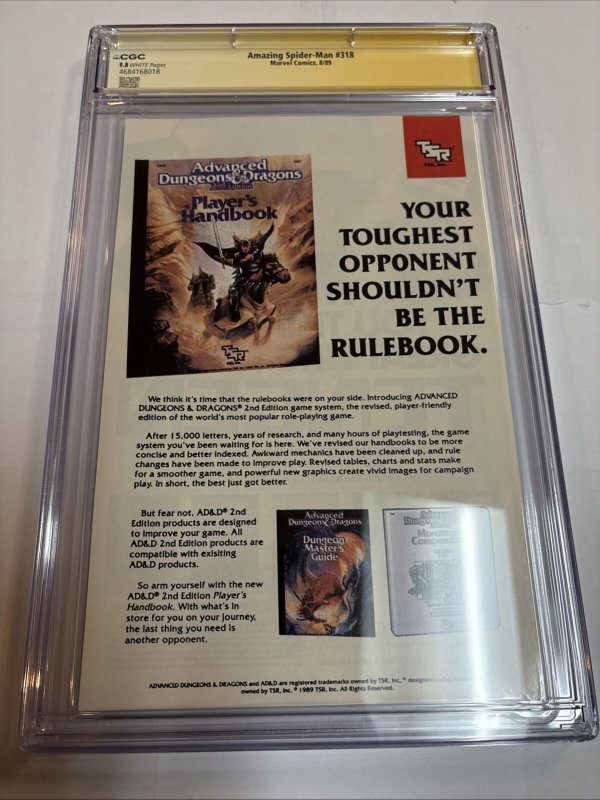 CGC
9.8 WHITE Pages
4684168018
Amazing Spider-Man #318
Marvel Comics, 8/89
TSR
TSR, Inc.
Advanced
Dungeons & Dragons
2nd Edition
Player's
Handbook
TSR
YOUR
TOUGHEST
OPPONENT
SHOULDN'T
BE THE
RULEBOOK.
We think it's time that the rulebooks were on your side. Introducing ADVANCED
DUNGEONS & DRAGONS® 2nd Edition game system, the revised, player-friendly
edition of the world's most popular role-playing game.
After 15,000 letters, years of research, and many hours of playtesting, the game
system you've been waiting for is here. We've revised our handbooks to be more
concise and better indexed. Awkward mechanics have been cleaned up, and rule
changes have been made to improve play. Revised tables, charts and stats make
for a smoother game, and powerful new graphics create vivid images for campaign
play. In short, the best just got better.
But fear not. AD&D® 2nd
Edition products are designed
to improve your game. All
AD&D 2nd Edition products are
compatible with exisiting
AD&D products.
So arm yourself with the new
AD&D® 2nd Edition Player's
Handbook. With what's in
store for you on your journey,
the last thing you need is
another opponent.
Advanced
Dungeons & Dragons
Dungeon
Master's
Guide
Monstrous
ADVANCED DUNGEONS & DRAGONS and AD&D are registered trademarks owned by TSR, Inc. ™
owned by TSR, Inc. © 1989 TSR, Inc. All Rights Reserved.